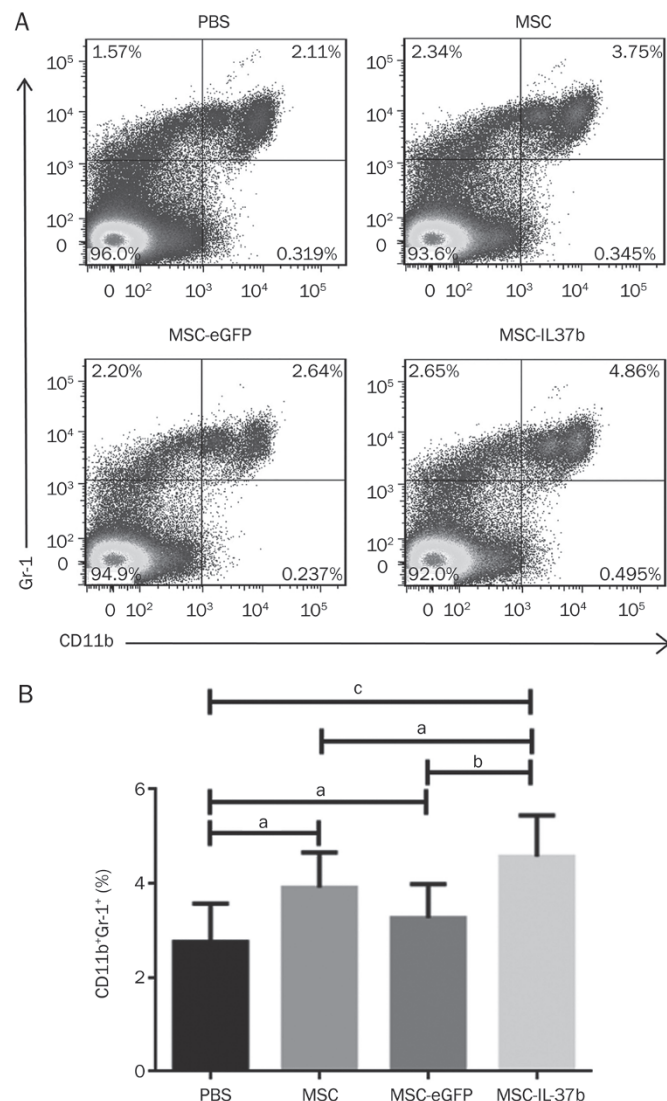 A
PBS
MSC
1.57%
2.11%
2.34%
3.75%
10⁵
10⁴
10³
10²
0
96.0%
0.319%
0 10² 10³ 10⁴ 10⁵
10⁵
10⁴
10³
10²
0
93.6%
0.345%
0 10² 10³ 10⁴ 10⁵
MSC-eGFP
MSC-IL37b
2.20%
2.64%
2.65%
4.86%
10⁵
10⁴
10³
10²
0
94.9%
0.237%
0 10² 10³ 10⁴ 10⁵
10⁵
10⁴
10³
10²
0
92.0%
0.495%
0 10² 10³ 10⁴ 10⁵
Gr-1
CD11b
B
c
a
b
a
a
6
4
2
0
CD11b⁺Gr-1⁺ (%)
PBS MSC MSC-eGFP MSC-IL-37b